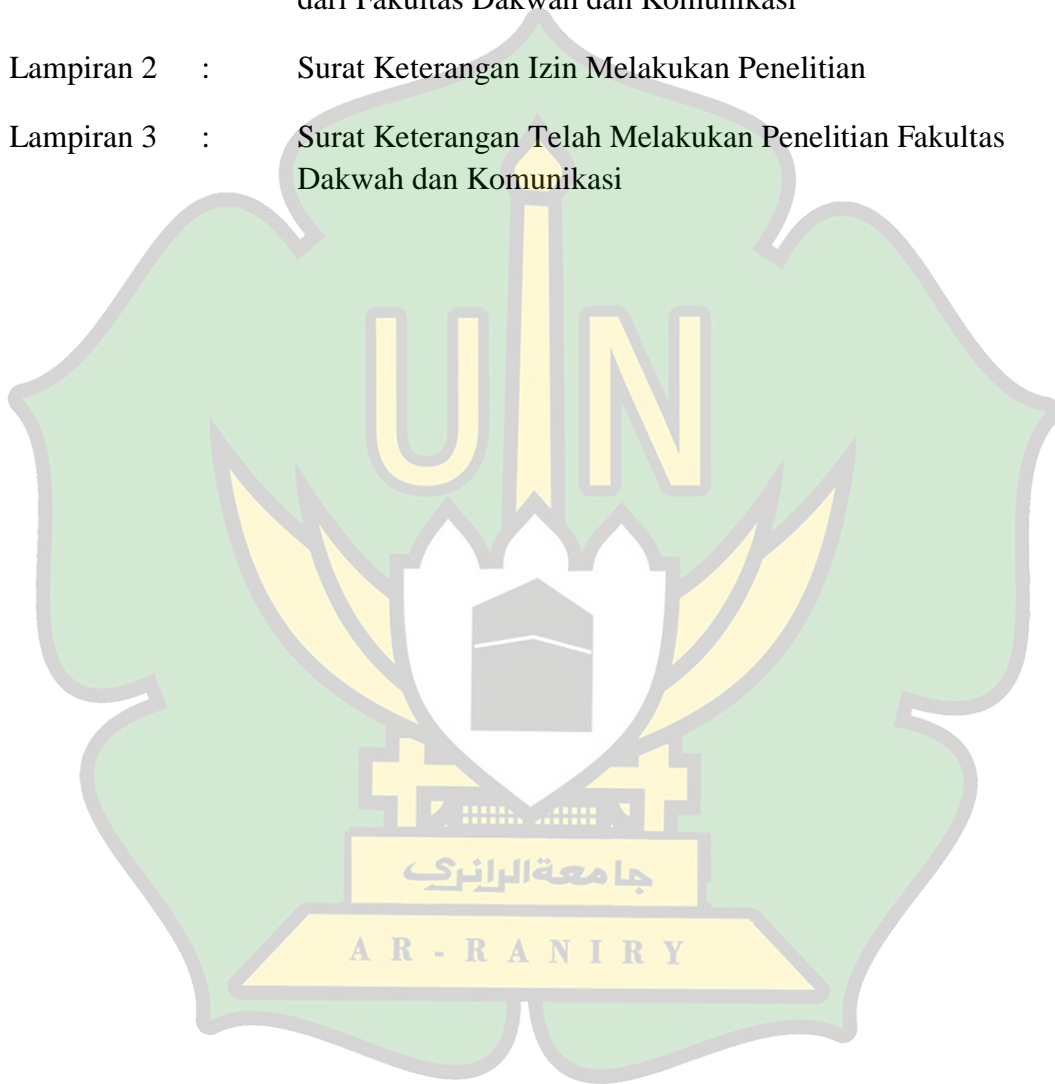 dari Fakultas Dakwah dan Komunikasi
Lampiran 2 : Surat Keterangan Izin Melakukan Penelitian
Lampiran 3 : Surat Keterangan Telah Melakukan Penelitian Fakultas
Dakwah dan Komunikasi
UIN
جامعة الرانري
AR-RANIRY